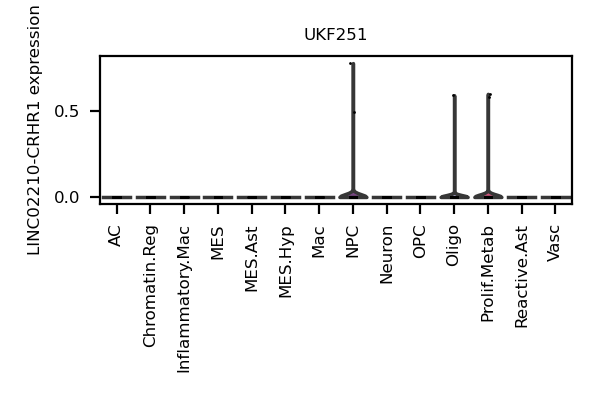 UKF251
LINC02210-CRHR1 expression
0.5
0.0
AC
Chromatin.Reg
Inflammatory.Mac
MES
MES.Ast
MES.Hyp
Mac
NPC
Neuron
OPC
Oligo
Prolif.Metab
Reactive.Ast
Vasc